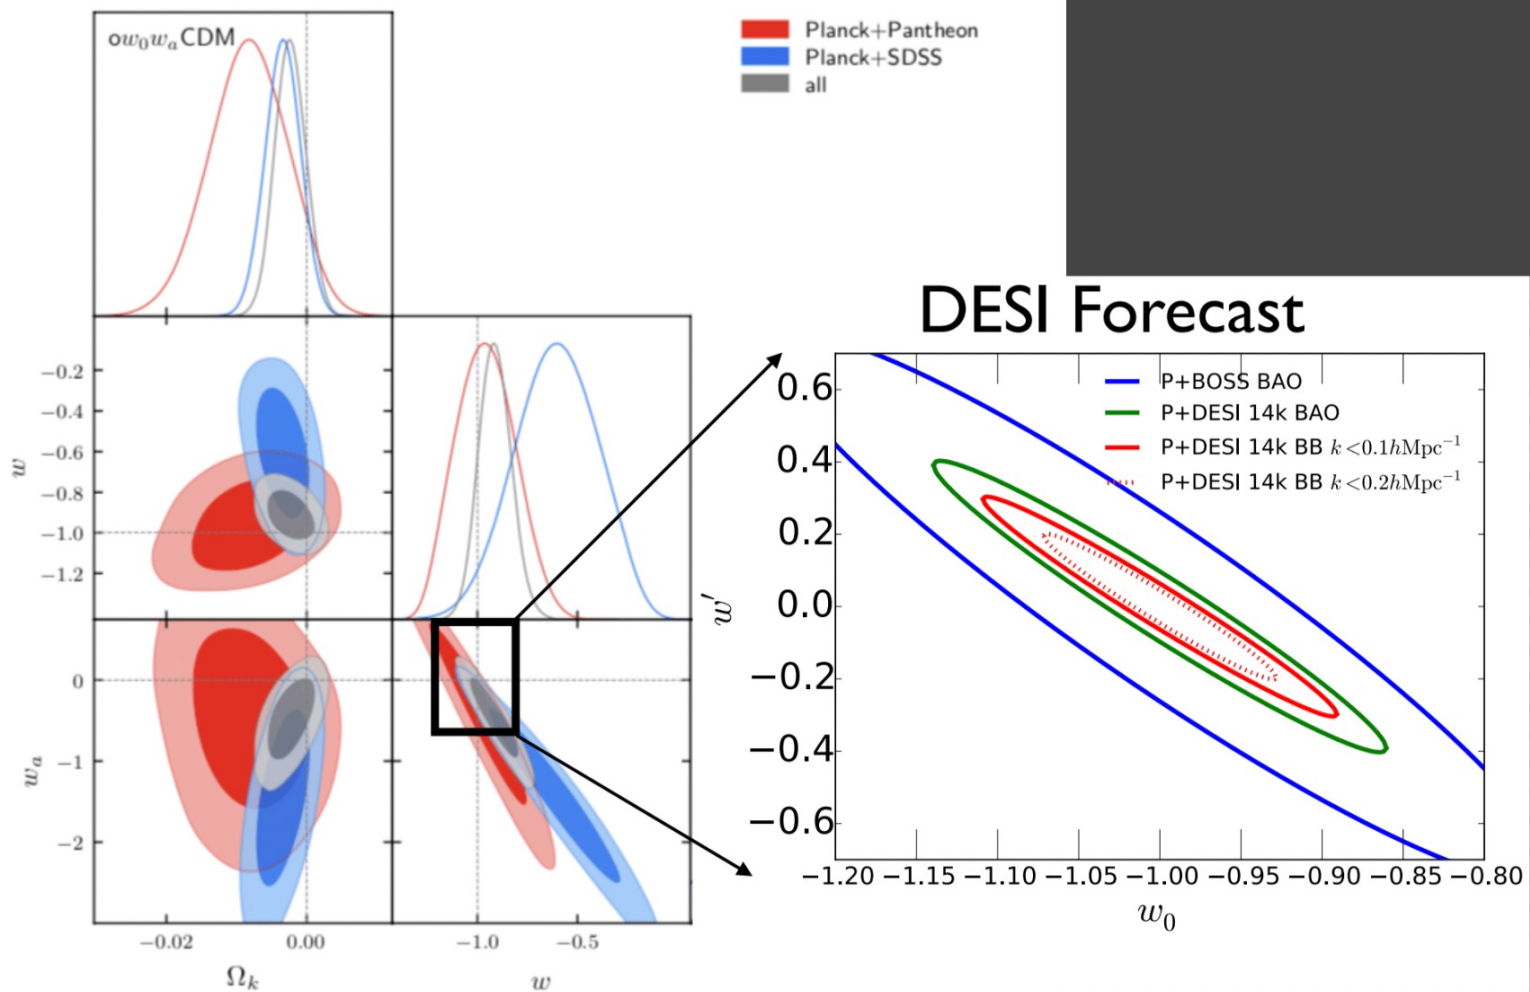 ow₀wₐCDM
Planck+Pantheon
Planck+SDSS
all
−0.2
−0.4
−0.6
−0.8
−1.0
−1.2
w
0
−1
−2
wₐ
−0.02 0.00
Ωₖ
−1.0 −0.5
w
DESI Forecast
P+BOSS BAO
P+DESI 14k BAO
P+DESI 14k BB k<0.1hMpc⁻¹
P+DESI 14k BB k<0.2hMpc⁻¹
0.6
0.4
0.2
0.0
−0.2
−0.4
−0.6
w′
−1.20 −1.15 −1.10 −1.05 −1.00 −0.95 −0.90 −0.85 −0.80
w₀